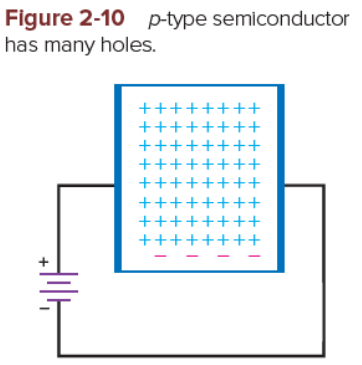 Figure 2-10 p-type semiconductor
has many holes.
+ + + + + + + +
+ + + + + + + +
+ + + + + + + +
+ + + + + + + +
+ + + + + + + +
+ + + + + + + +
+ + + + + + + +
+ + + + + + + +
− − − −
+
−